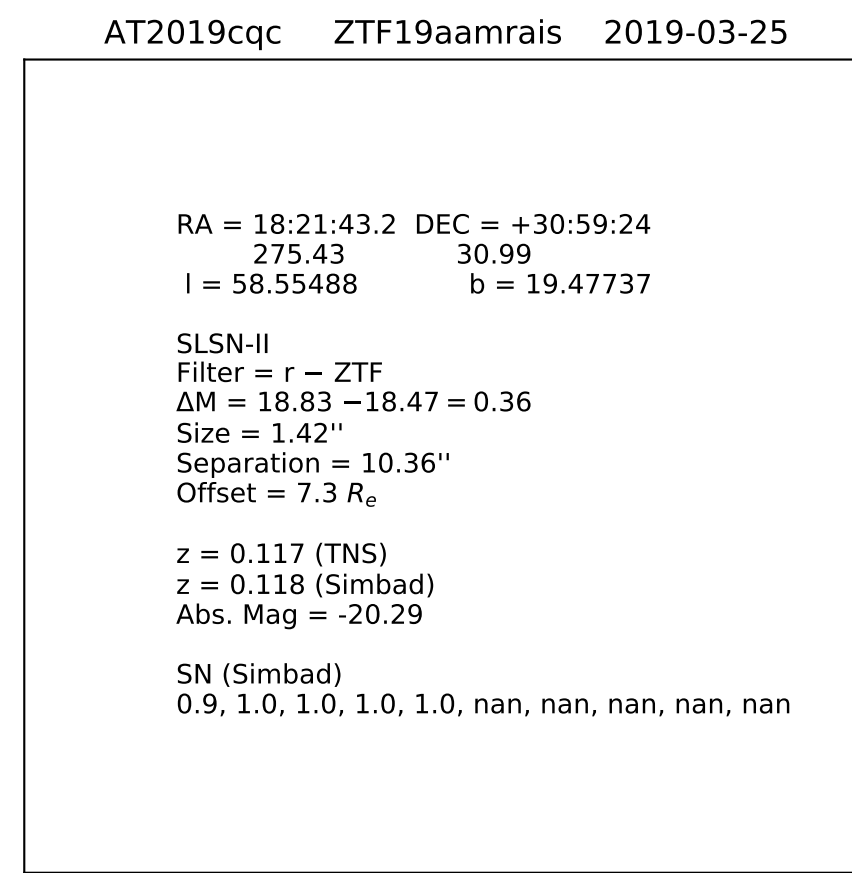 AT2019cqc ZTF19aamrais 2019-03-25
RA = 18:21:43.2 DEC = +30:59:24
275.43 30.99
l = 58.55488 b = 19.47737
SLSN-II
Filter = r − ZTF
ΔM = 18.83 −18.47 = 0.36
Size = 1.42''
Separation = 10.36''
Offset = 7.3 Rₑ
z = 0.117 (TNS)
z = 0.118 (Simbad)
Abs. Mag = -20.29
SN (Simbad)
0.9, 1.0, 1.0, 1.0, 1.0, nan, nan, nan, nan, nan